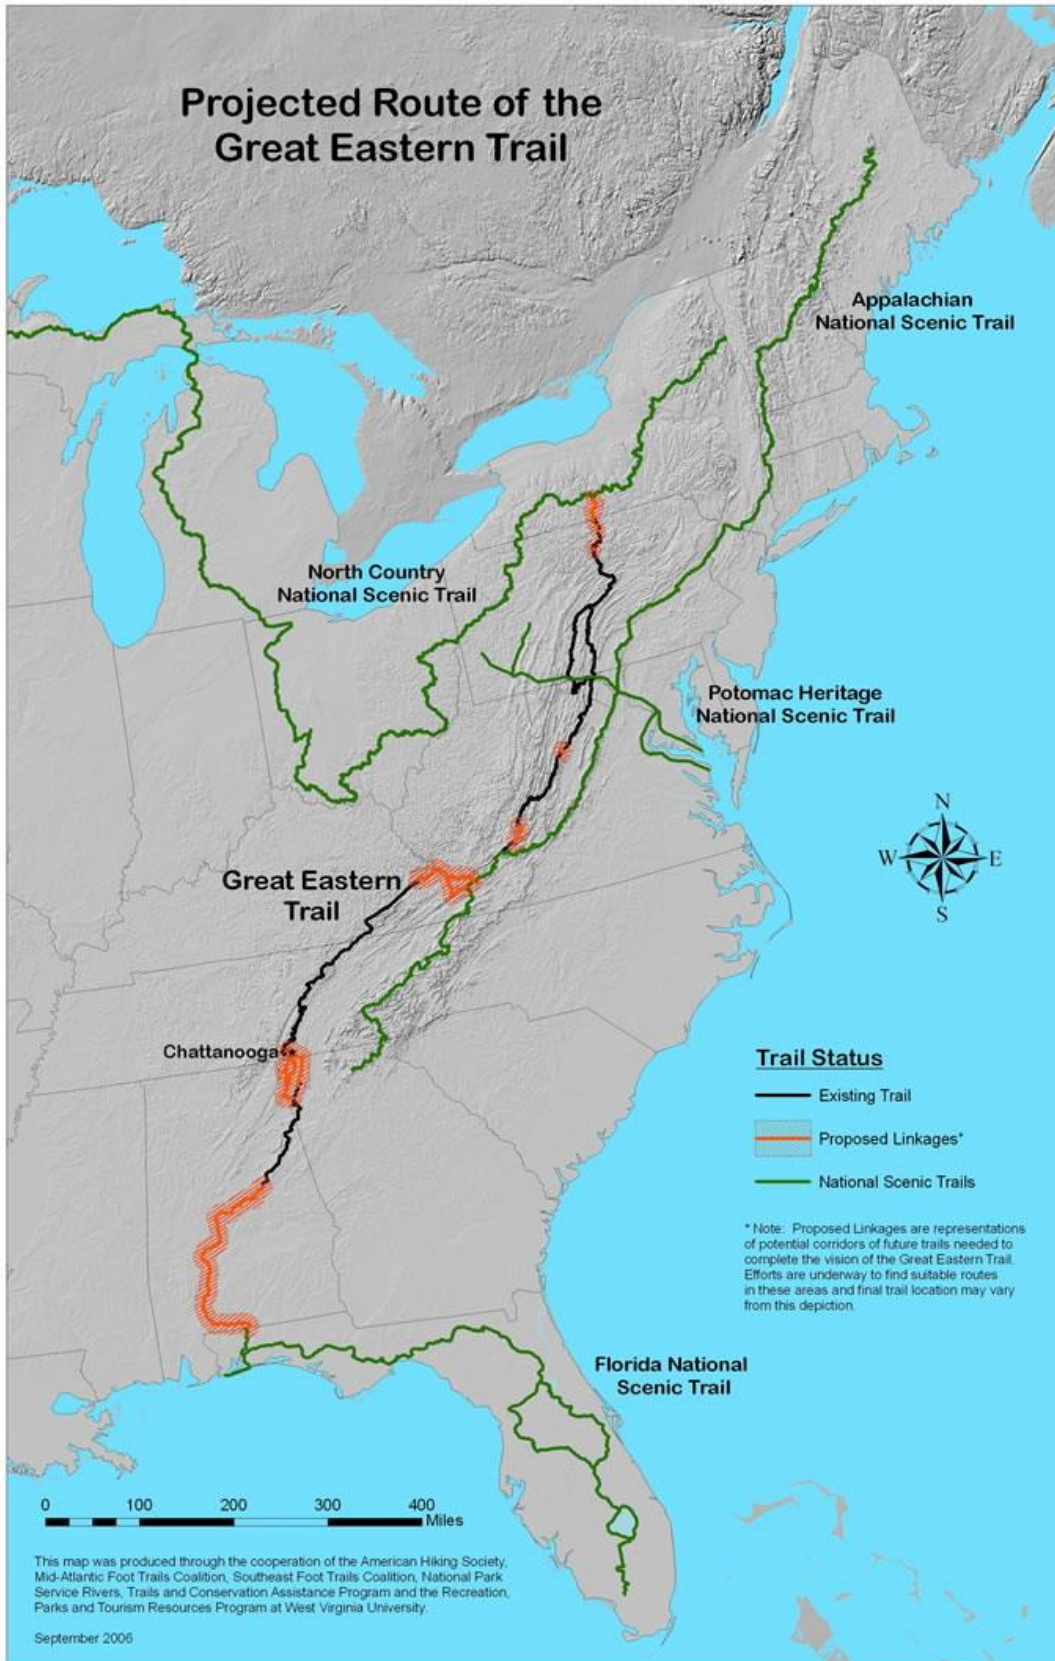 Projected Route of the
Great Eastern Trail
Appalachian
National Scenic Trail
North Country
National Scenic Trail
Potomac Heritage
National Scenic Trail
N
W
E
S
Great Eastern
Trail
Chattanooga
Trail Status
Existing Trail
Proposed Linkages*
National Scenic Trails
* Note: Proposed Linkages are representations
of potential corridors of future trails needed to
complete the vision of the Great Eastern Trail.
Efforts are underway to find suitable routes
in these areas and final trail location may vary
from this depiction.
Florida National
Scenic Trail
0 100 200 300 400
Miles
This map was produced through the cooperation of the American Hiking Society,
Mid-Atlantic Foot Trails Coalition, Southeast Foot Trails Coalition, National Park
Service Rivers, Trails and Conservation Assistance Program and the Recreation,
Parks and Tourism Resources Program at West Virginia University.
September 2006